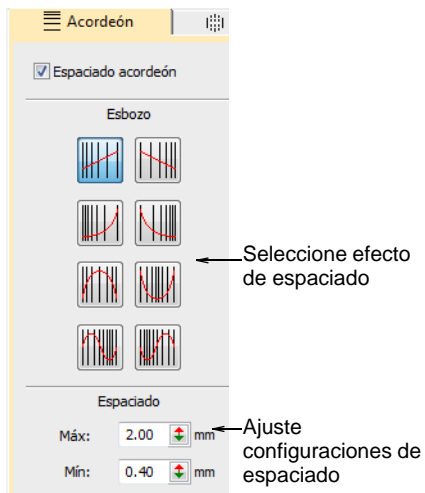 Acordeón
Espaciado acordeón
Esbozo
Seleccione efecto
de espaciado
Espaciado
Máx: 2.00 mm
Mín: 0.40 mm
Ajuste
configuraciones de
espaciado